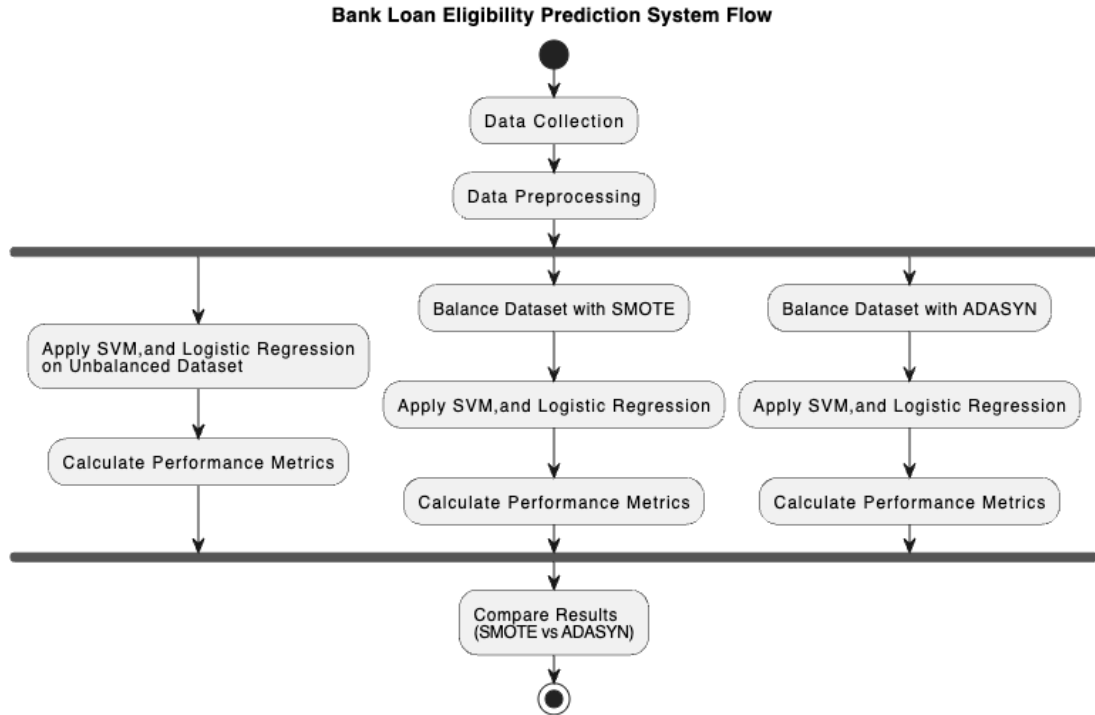 Bank Loan Eligibility Prediction System Flow
Data Collection
Data Preprocessing
Balance Dataset with SMOTE
Balance Dataset with ADASYN
Apply SVM,and Logistic Regression
on Unbalanced Dataset
Apply SVM,and Logistic Regression
Apply SVM,and Logistic Regression
Calculate Performance Metrics
Calculate Performance Metrics
Calculate Performance Metrics
Compare Results
(SMOTE vs ADASYN)